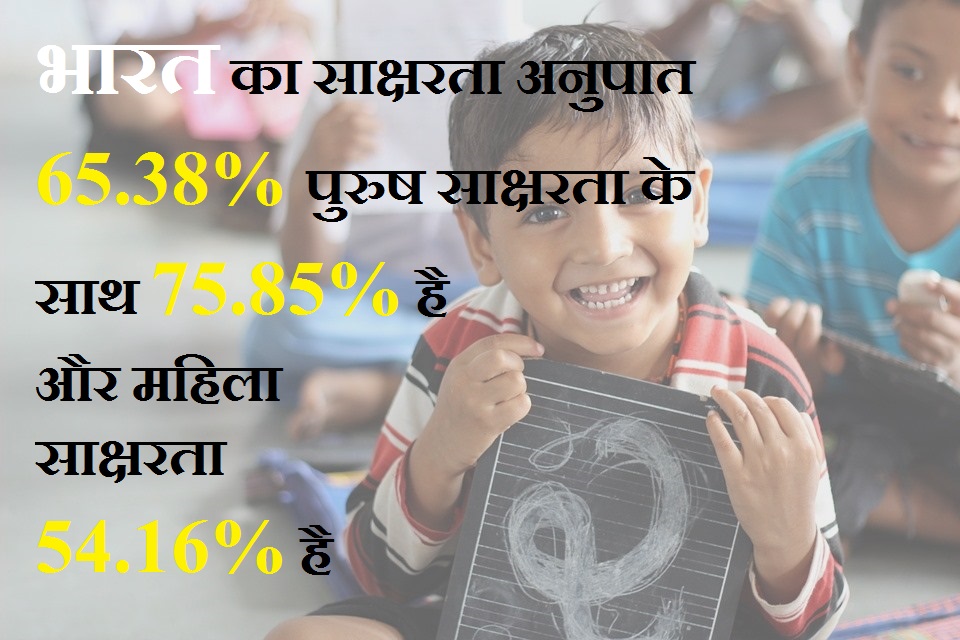 भारत का साक्षरता अनुपात
65.38% पुरुष साक्षरता के
साथ 75.85% है
और महिला
साक्षरता
54.16% है